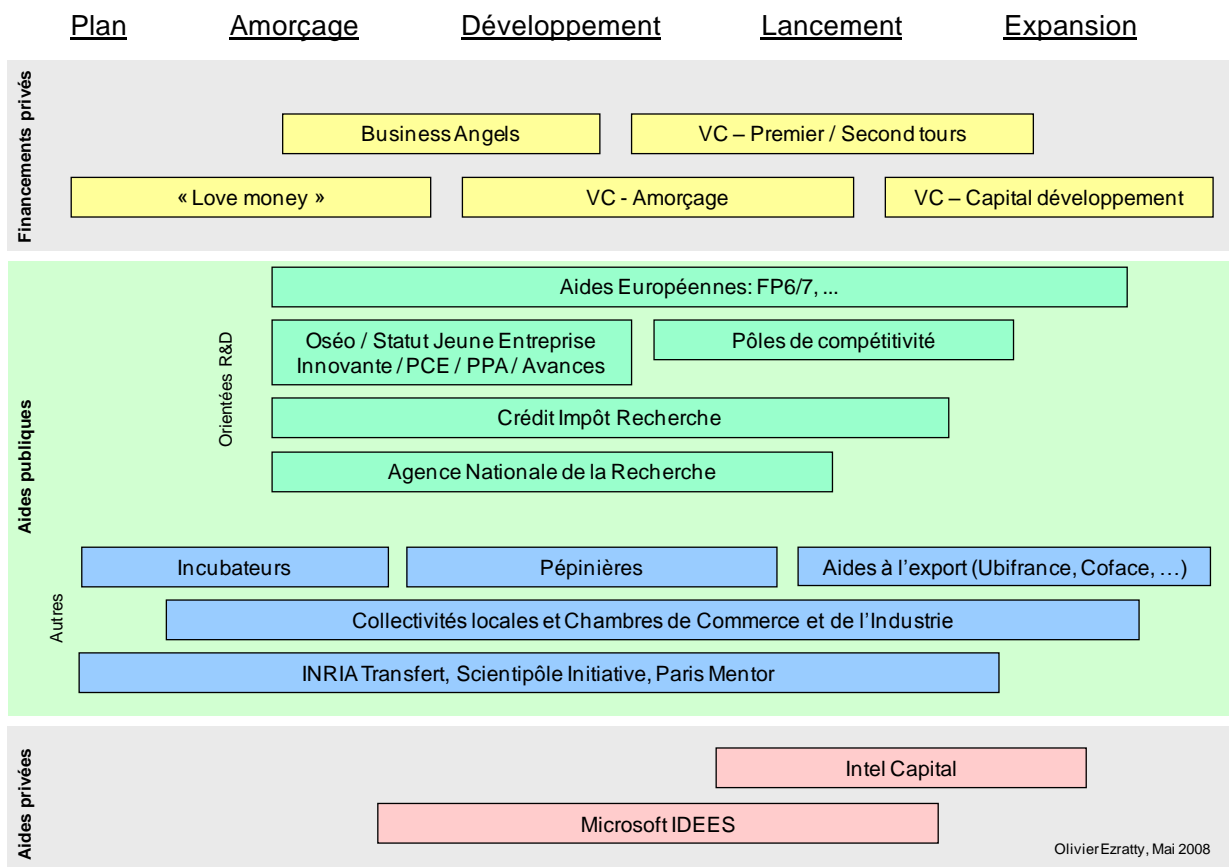 Plan Amorçage Développement Lancement Expansion
Financements privés
Business Angels
VC – Premier / Second tours
« Love money »
VC - Amorçage
VC – Capital développement
Aides publiques
Orientées R&D
Aides Européennes: FP6/7, ...
Oséo / Statut Jeune Entreprise
Innovante / PCE / PPA / Avances
Pôles de compétitivité
Crédit Impôt Recherche
Agence Nationale de la Recherche
Autres
Incubateurs
Pépinières
Aides à l’export (Ubifrance, Coface, …)
Collectivités locales et Chambres de Commerce et de l’Industrie
INRIA Transfert, Scientipôle Initiative, Paris Mentor
Aides privées
Intel Capital
Microsoft IDEES
Olivier Ezratty, Mai 2008